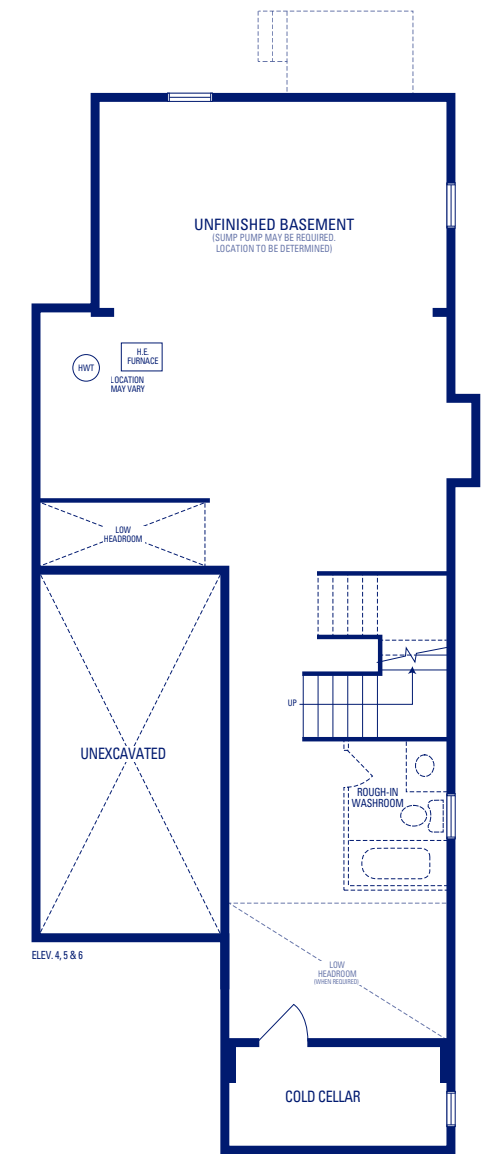 UNFINISHED BASEMENT
(SUMP PUMP MAY BE REQUIRED.
LOCATION TO BE DETERMINED)
HWT
H.E.
FURNACE
LOCATION
MAY VARY
LOW
HEADROOM
UP
UNEXCAVATED
ROUGH-IN
WASHROOM
ELEV. 4, 5 & 6
LOW
HEADROOM
(WHEN REQUIRED)
COLD CELLAR